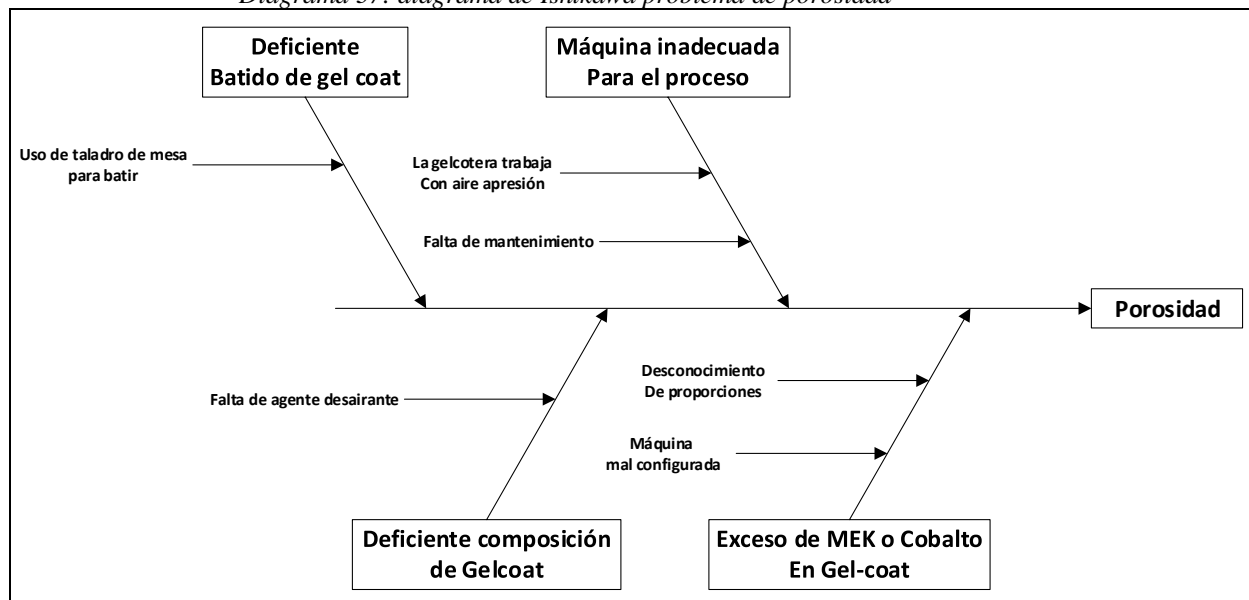 Diagrama 37: diagrama de Ishikawa problema de porosidad
Deficiente
Batido de gel coat
Máquina inadecuada
Para el proceso
Uso de taladro de mesa
para batir
La gelcotera trabaja
Con aire apresión
Falta de mantenimiento
Porosidad
Desconocimiento
De proporciones
Falta de agente desairante
Máquina
mal configurada
Deficiente composición
de Gelcoat
Exceso de MEK o Cobalto
En Gel-coat